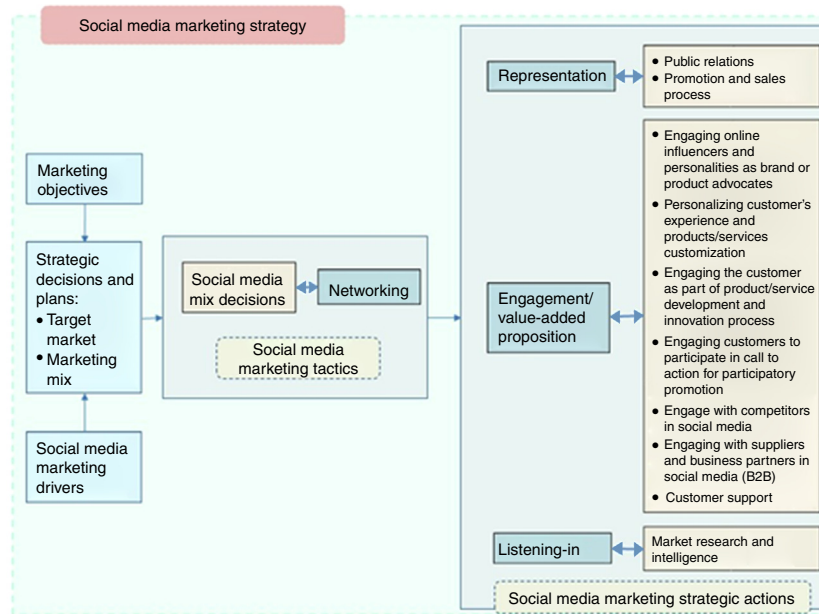 Social media marketing strategy
Marketing
objectives
Strategic
decisions and
plans:
• Target
market
• Marketing
mix
Social media
marketing
drivers
Social media
mix decisions
Networking
Social media
marketing tactics
Representation
• Public relations
• Promotion and sales
process
Engagement/
value-added
proposition
• Engaging online
influencers and
personalities as brand or
product advocates
• Personalizing customer's
experience and
products/services
customization
• Engaging the customer
as part of product/service
development and
innovation process
• Engaging customers to
participate in call to
action for participatory
promotion
• Engage with competitors
in social media
• Engaging with suppliers
and business partners in
social media (B2B)
• Customer support
Listening-in
Market research and
intelligence
Social media marketing strategic actions